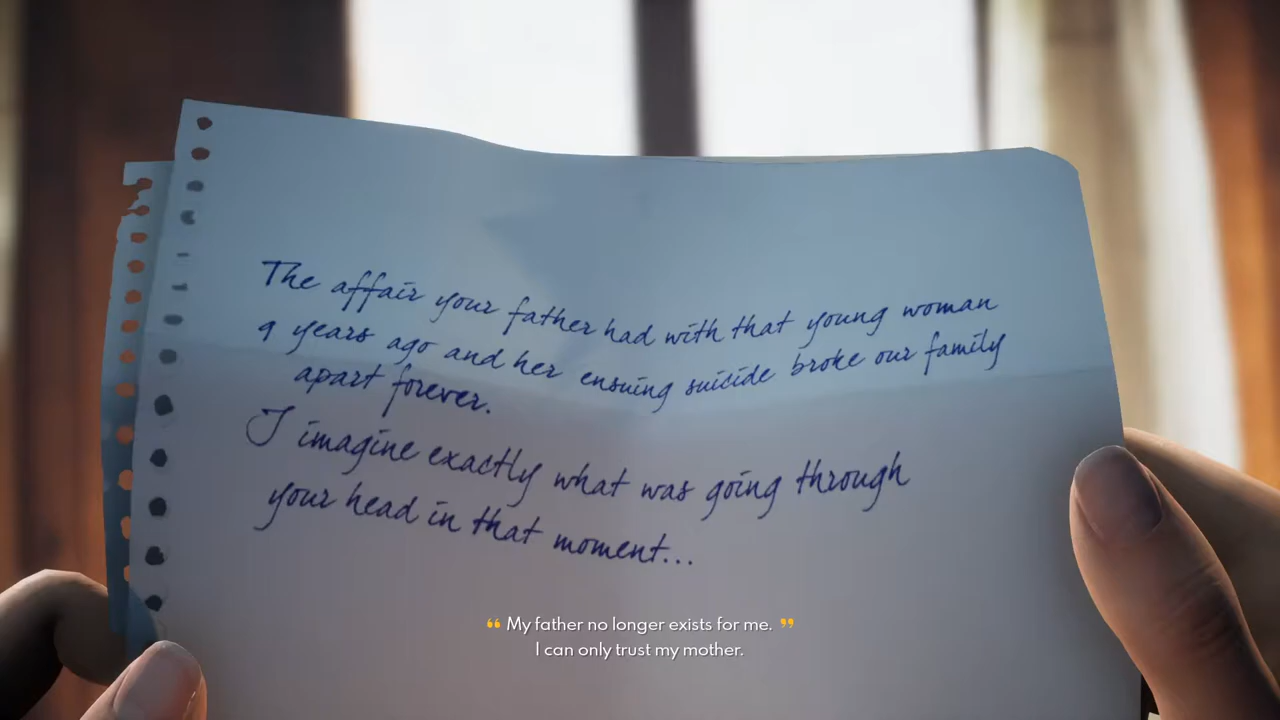 The affair your father had with that young woman
9 years ago and her ensuing suicide broke our family
apart forever.
I imagine exactly what was going through
your head in that moment...
“ My father no longer exists for me. ”
I can only trust my mother.